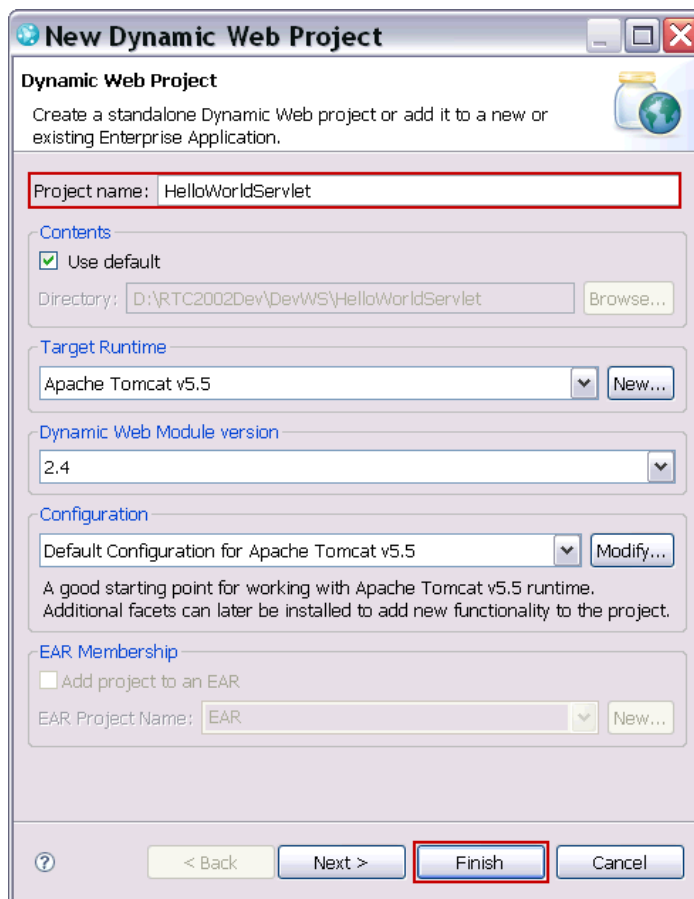 New Dynamic Web Project
Dynamic Web Project
Create a standalone Dynamic Web project or add it to a new or
existing Enterprise Application.
Project name: HelloWorldServlet
Contents
Use default
Directory: D:\RTC2002Dev\DevWS\HelloWorldServlet Browse...
Target Runtime
Apache Tomcat v5.5 New...
Dynamic Web Module version
2.4
Configuration
Default Configuration for Apache Tomcat v5.5 Modify...
A good starting point for working with Apache Tomcat v5.5 runtime.
Additional facets can later be installed to add new functionality to the project.
EAR Membership
Add project to an EAR
EAR Project Name: EAR New...
? < Back Next > Finish Cancel